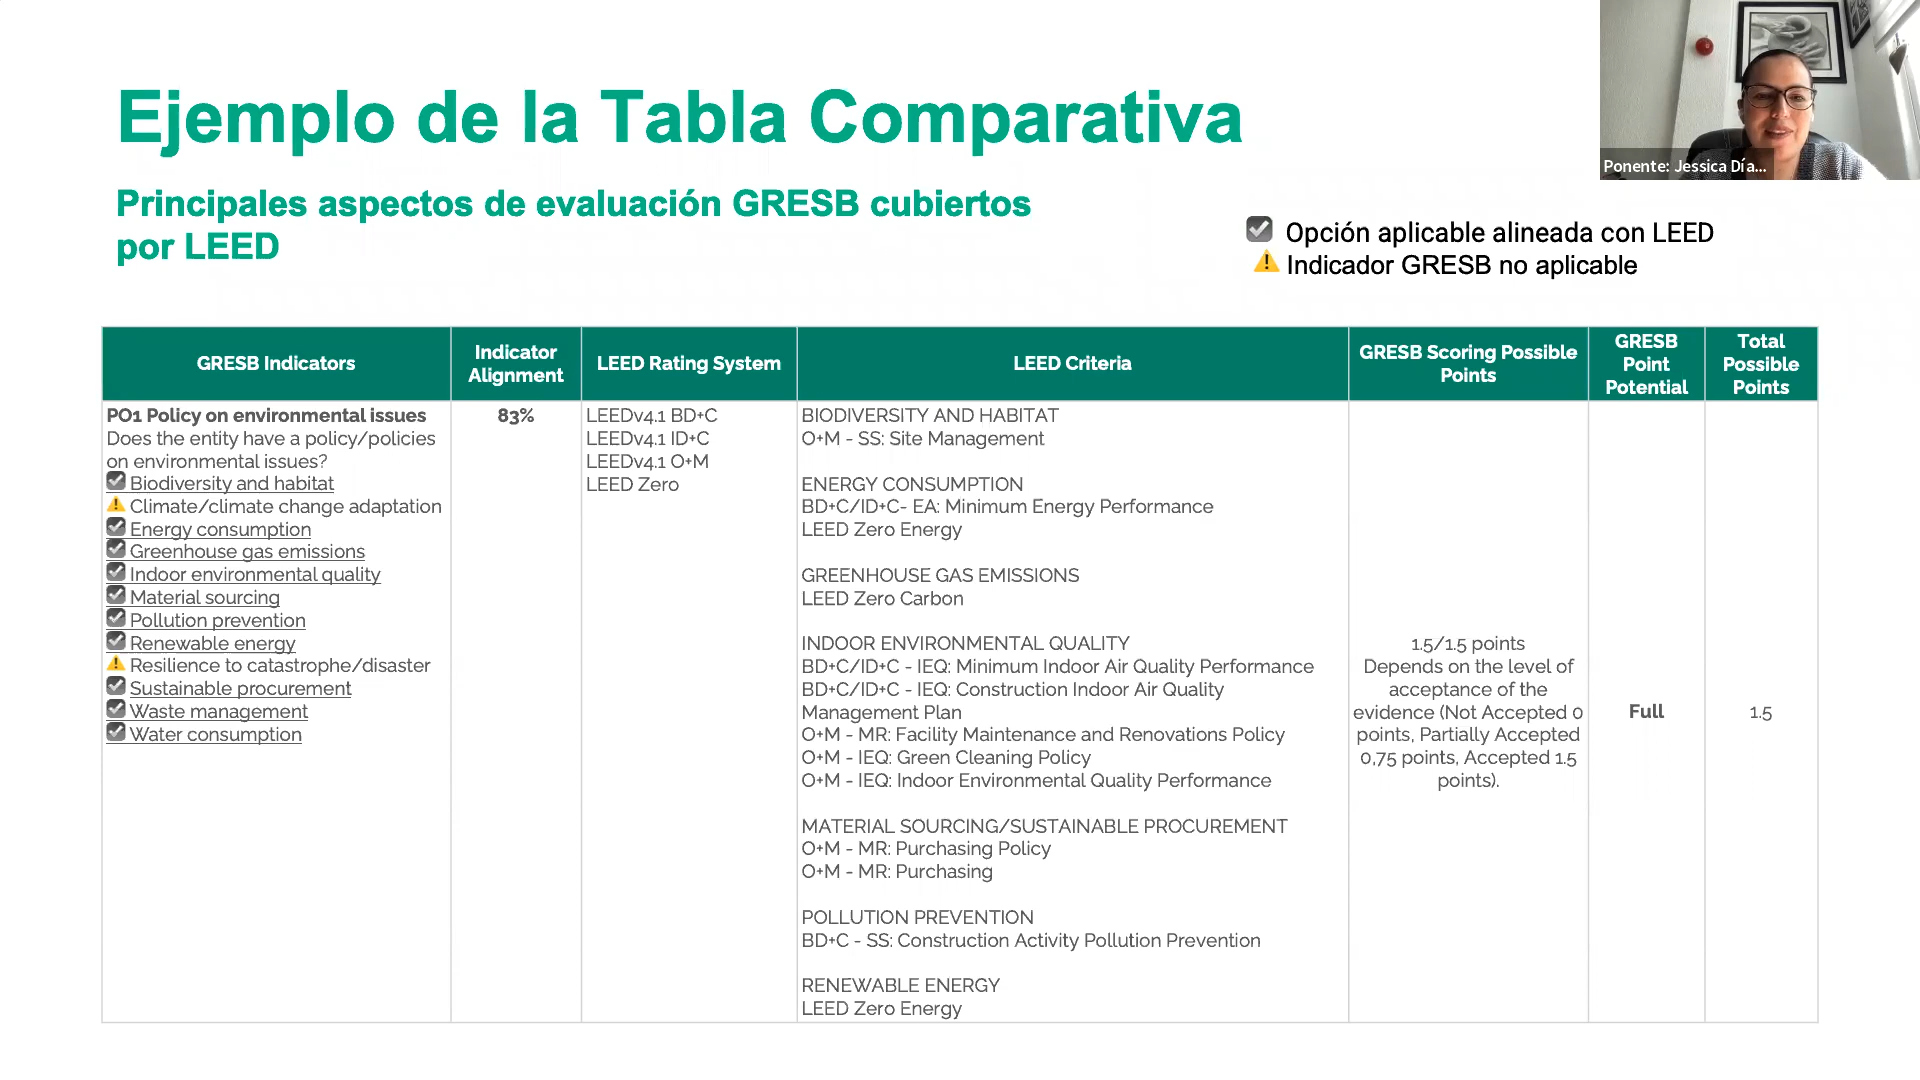 Ejemplo de la Tabla Comparativa
Ponente: Jessica Día...
Principales aspectos de evaluación GRESB cubiertos
por LEED
Opción aplicable alineada con LEED
Indicador GRESB no aplicable
GRESB Indicators
Indicator
Alignment
LEED Rating System
LEED Criteria
GRESB Scoring Possible
Points
GRESB
Point
Potential
Total
Possible
Points
PO1 Policy on environmental issues
Does the entity have a policy/policies
on environmental issues?
Biodiversity and habitat
Climate/climate change adaptation
Energy consumption
Greenhouse gas emissions
Indoor environmental quality
Material sourcing
Pollution prevention
Renewable energy
Resilience to catastrophe/disaster
Sustainable procurement
Waste management
Water consumption
83%
LEEDv4.1 BD+C
LEEDv4.1 ID+C
LEEDv4.1 O+M
LEED Zero
BIODIVERSITY AND HABITAT
O+M - SS: Site Management
ENERGY CONSUMPTION
BD+C/ID+C- EA: Minimum Energy Performance
LEED Zero Energy
GREENHOUSE GAS EMISSIONS
LEED Zero Carbon
INDOOR ENVIRONMENTAL QUALITY
BD+C/ID+C - IEQ: Minimum Indoor Air Quality Performance
BD+C/ID+C - IEQ: Construction Indoor Air Quality
Management Plan
O+M - MR: Facility Maintenance and Renovations Policy
O+M - IEQ: Green Cleaning Policy
O+M - IEQ: Indoor Environmental Quality Performance
MATERIAL SOURCING/SUSTAINABLE PROCUREMENT
O+M - MR: Purchasing Policy
O+M - MR: Purchasing
POLLUTION PREVENTION
BD+C - SS: Construction Activity Pollution Prevention
RENEWABLE ENERGY
LEED Zero Energy
1.5/1.5 points
Depends on the level of
acceptance of the
evidence (Not Accepted 0
points, Partially Accepted
0,75 points, Accepted 1.5
points).
Full
1.5